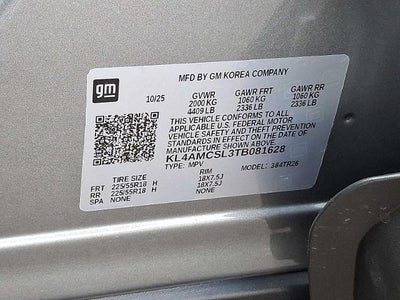 gm
MFD BY GM KOREA COMPANY
10/25 GVWR GAWR FRT GAWR RR
2000 KG 1060 KG 1060 KG
4409 LB 2336 LB 2336 LB
THIS VEHICLE CONFORMS TO ALL
APPLICABLE U.S. FEDERAL MOTOR
VEHICLE SAFETY AND THEFT PREVENTION
STANDARDS IN EFFECT ON THE DATE
OF MANUFACTURE SHOWN ABOVE.
KL4AMCSL3TB081628
TYPE: MPV MODEL: 384TR26
TIRE SIZE RIM
FRT 225/55R18 H 18X7.5J
RR 225/55R18 H 18X7.5J
SPA NONE NONE